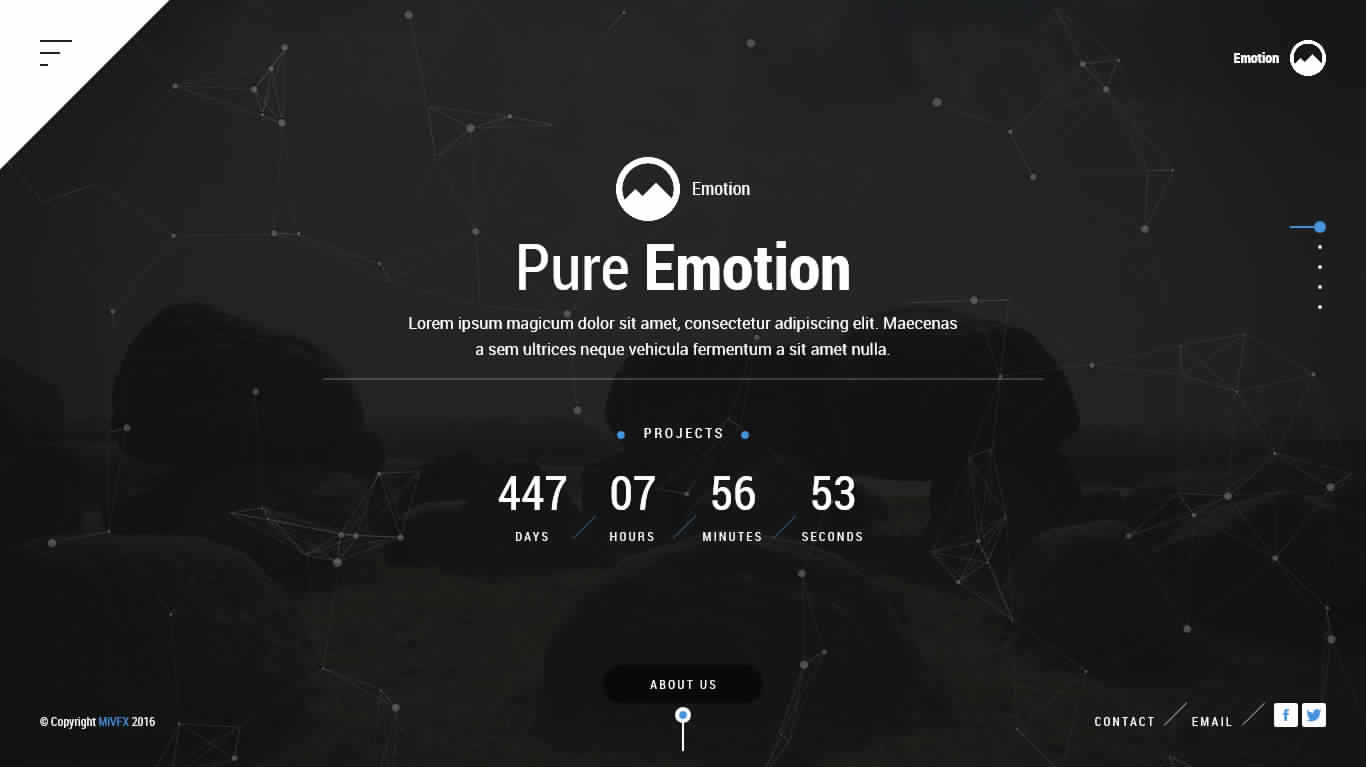 Emotion
Emotion
Pure Emotion
Lorem ipsum magicum dolor sit amet, consectetur adipiscing elit. Maecenas
a sem ultrices neque vehicula fermentum a sit amet nulla.
PROJECTS
447 07 56 53
DAYS HOURS MINUTES SECONDS
ABOUT US
© Copyright MiVFX 2016
CONTACT EMAIL